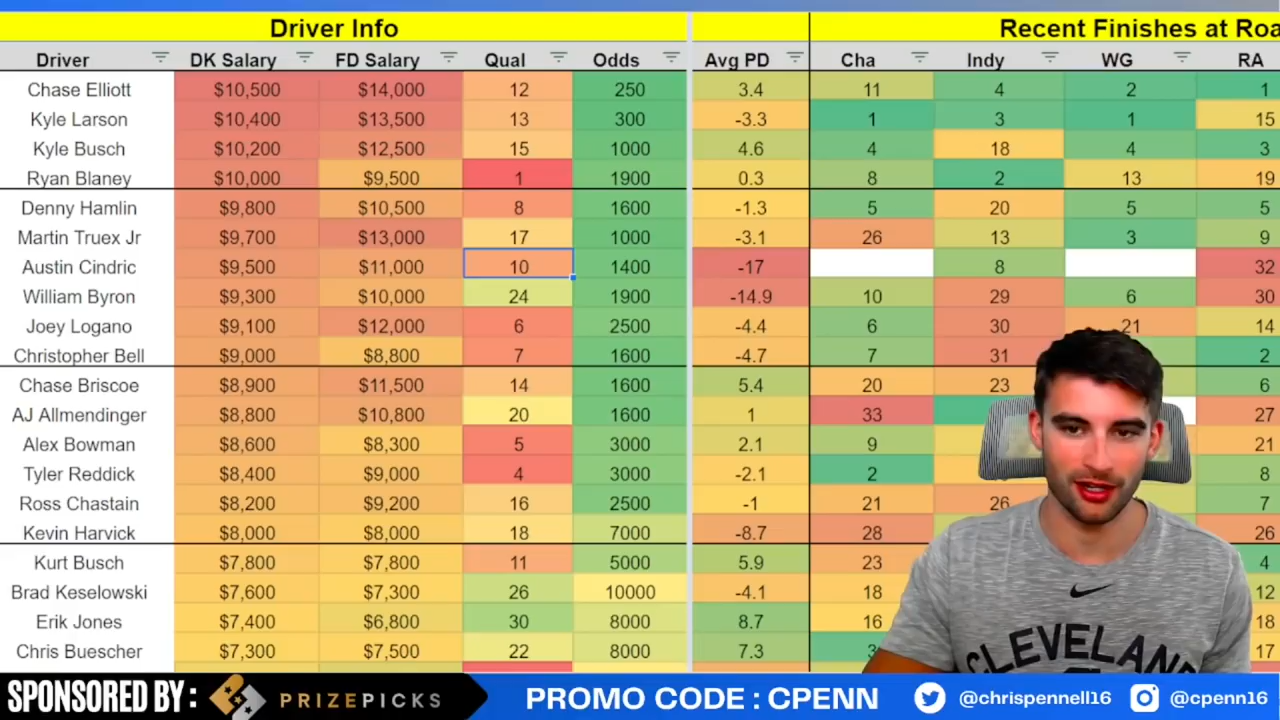 Driver Info Recent Finishes at Roa
Driver DK Salary FD Salary Qual Odds Avg PD Cha Indy WG RA
Chase Elliott $10,500 $14,000 12 250 3.4 11 4 2 1
Kyle Larson $10,400 $13,500 13 300 -3.3 1 3 1 15
Kyle Busch $10,200 $12,500 15 1000 4.6 4 18 4 3
Ryan Blaney $10,000 $9,500 1 1900 0.3 8 2 13 19
Denny Hamlin $9,800 $10,500 8 1600 -1.3 5 20 5 5
Martin Truex Jr $9,700 $13,000 17 1000 -3.1 26 13 3 9
Austin Cindric $9,500 $11,000 10 1400 -17 8 32
William Byron $9,300 $10,000 24 1900 -14.9 10 29 6 30
Joey Logano $9,100 $12,000 6 2500 -4.4 6 30 21 14
Christopher Bell $9,000 $8,800 7 1600 -4.7 7 31 2
Chase Briscoe $8,900 $11,500 14 1600 5.4 20 23 6
AJ Allmendinger $8,800 $10,800 20 1600 1 33 27
Alex Bowman $8,600 $8,300 5 3000 2.1 9 21
Tyler Reddick $8,400 $9,000 4 3000 -2.1 2 8
Ross Chastain $8,200 $9,200 16 2500 -1 21 26 7
Kevin Harvick $8,000 $8,000 18 7000 -8.7 28 26
Kurt Busch $7,800 $7,800 11 5000 5.9 23 4
Brad Keselowski $7,600 $7,300 26 10000 -4.1 18 12
Erik Jones $7,400 $6,800 30 8000 8.7 16 18
Chris Buescher $7,300 $7,500 22 8000 7.3 3 17
CLEVELAND
SPONSORED BY: PRIZEPICKS PROMO CODE : CPENN @chrispennell16 @cpenn16